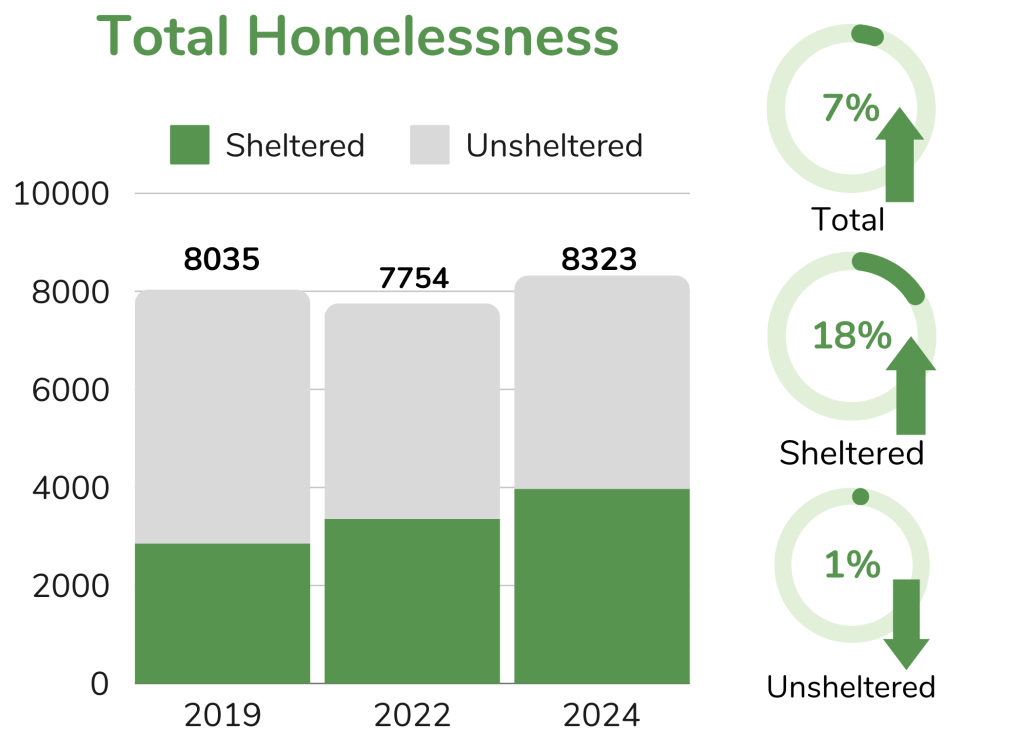 Total Homelessness
Sheltered Unsheltered
10000
8000
6000
4000
2000
0
8035
7754
8323
2019 2022 2024
7%
Total
18%
Sheltered
1%
Unsheltered